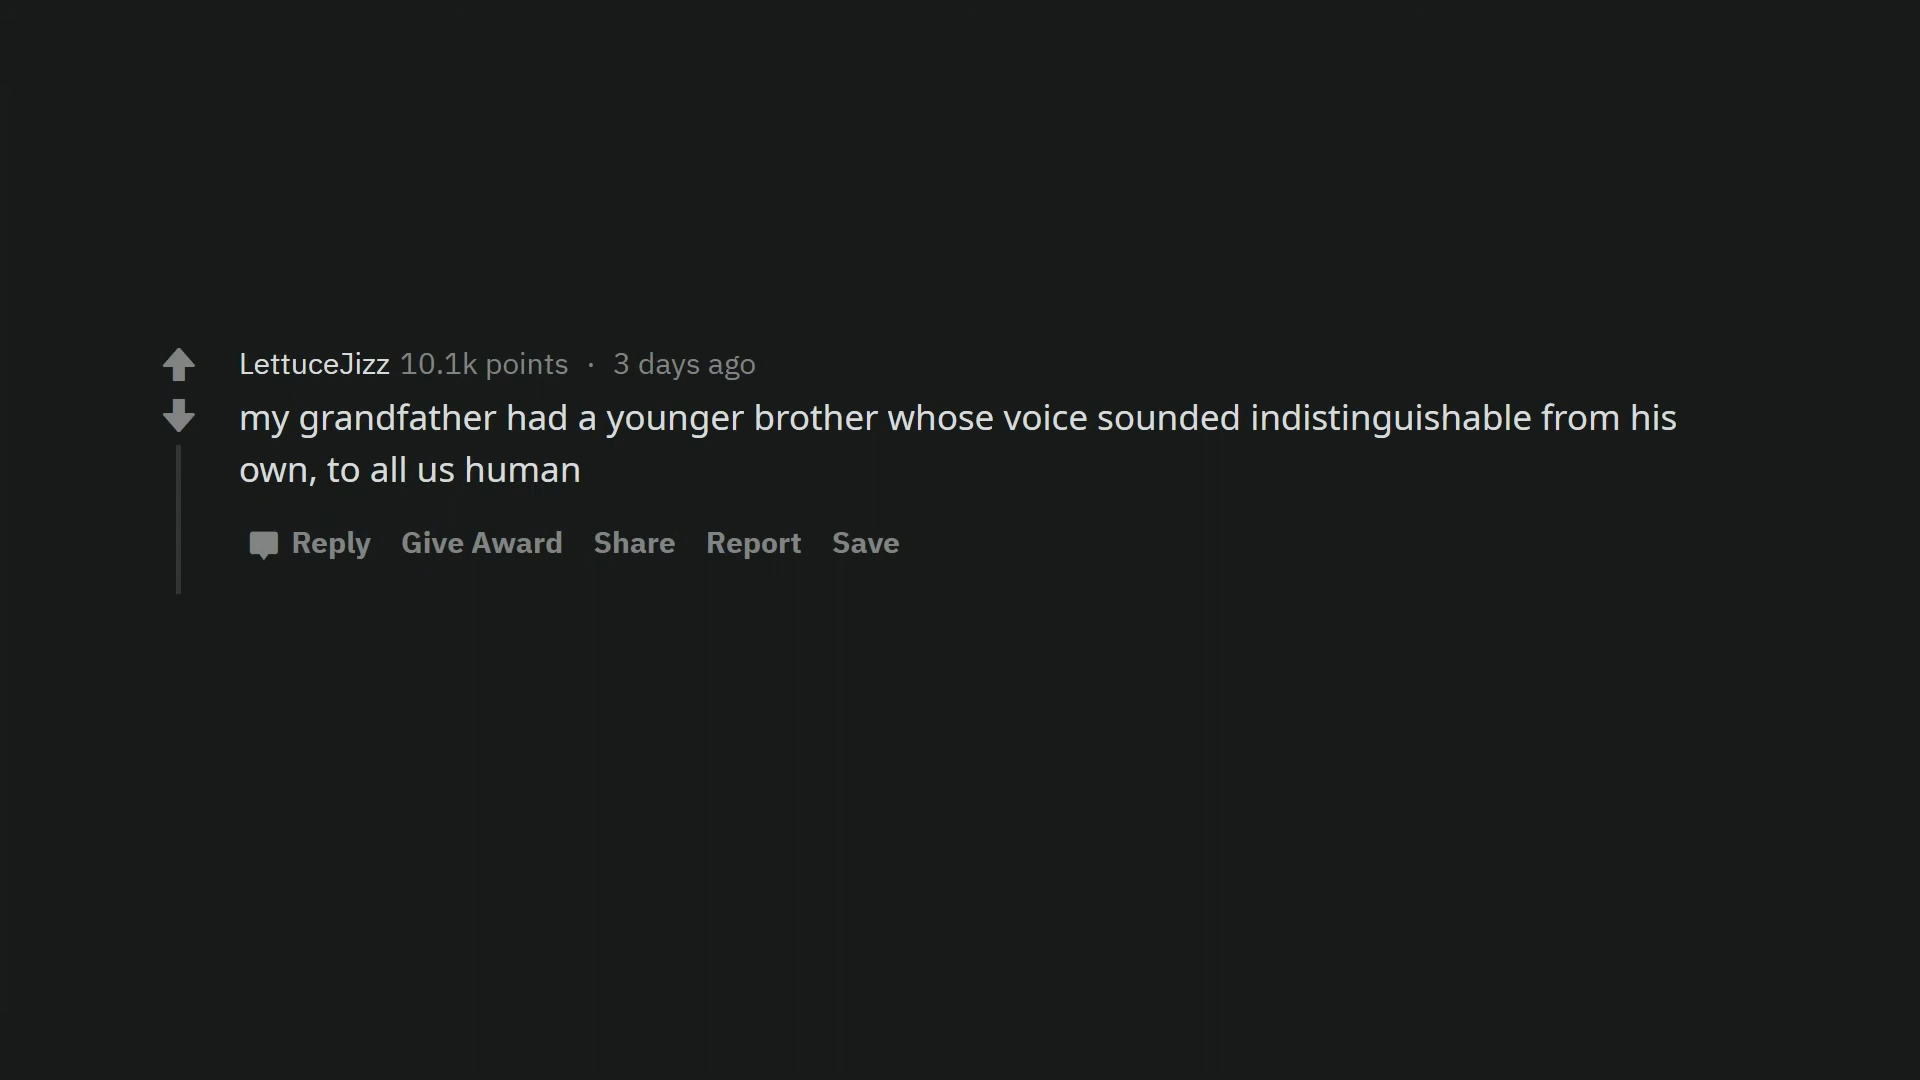 LettuceJizz 10.1k points · 3 days ago
my grandfather had a younger brother whose voice sounded indistinguishable from his
own, to all us human
Reply Give Award Share Report Save